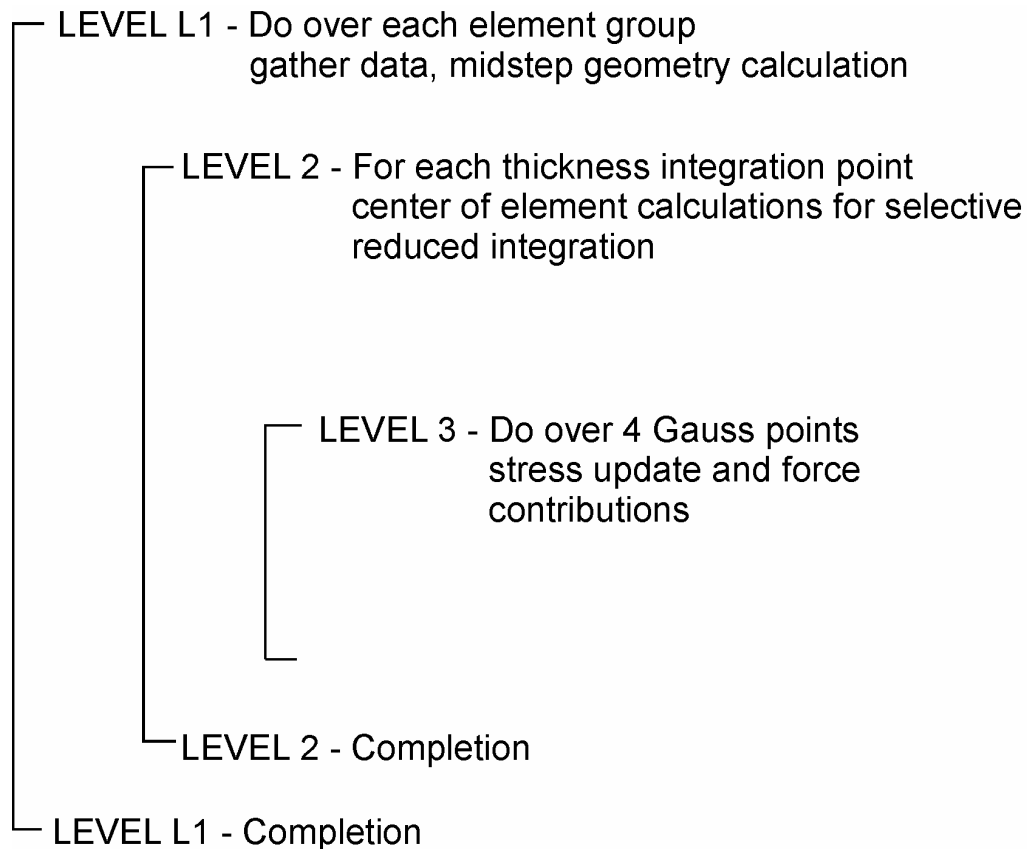 LEVEL L1 - Do over each element group
gather data, midstep geometry calculation
LEVEL 2 - For each thickness integration point
center of element calculations for selective
reduced integration
LEVEL 3 - Do over 4 Gauss points
stress update and force
contributions
LEVEL 2 - Completion
LEVEL L1 - Completion